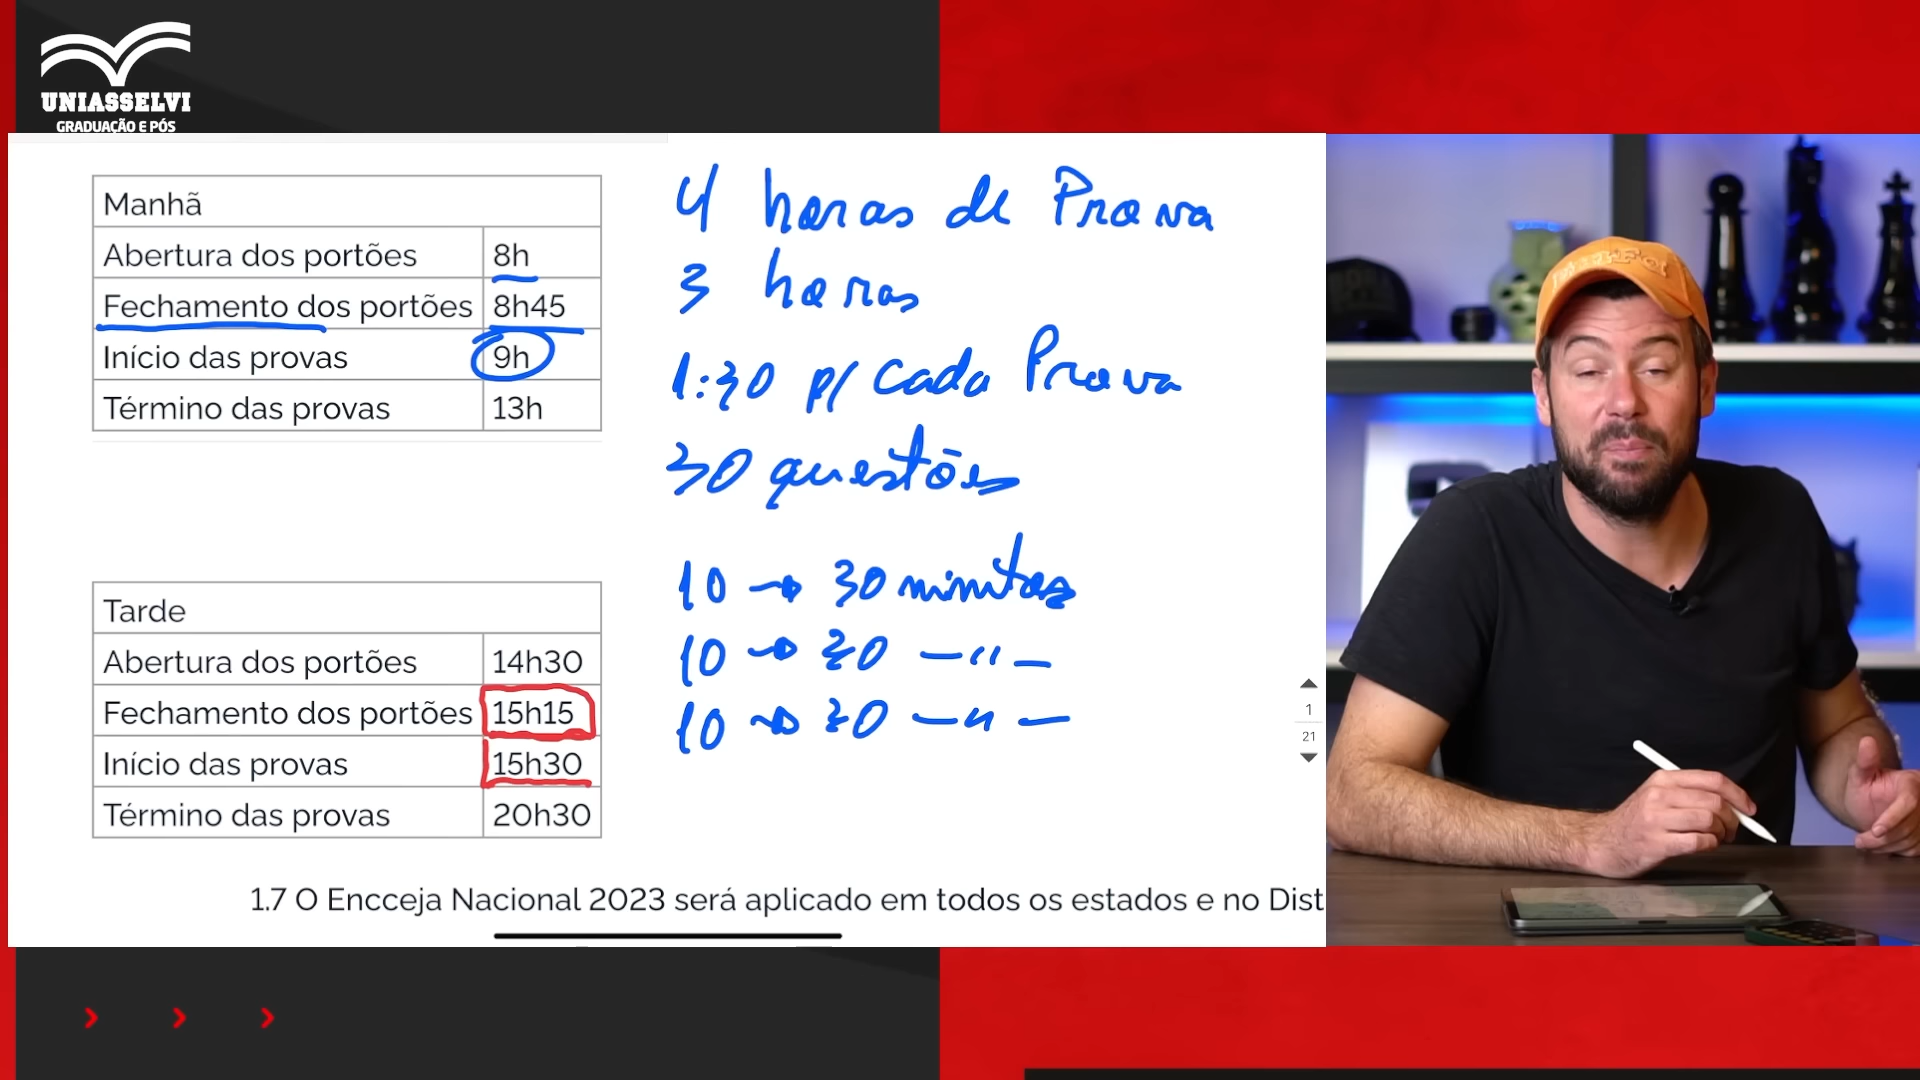 UNIASSELVI
GRADUAÇÃO E PÓS
Manhã
Abertura dos portões 8h
Fechamento dos portões 8h45
Início das provas 9h
Término das provas 13h
Tarde
Abertura dos portões 14h30
Fechamento dos portões 15h15
Início das provas 15h30
Término das provas 20h30
4 horas de Prova
3 horas
1:30 p/ cada Prova
30 questões
10 → 30 minutos
10 → 30 —"—
10 → 30 —"—
1
21
1.7 O Encceja Nacional 2023 será aplicado em todos os estados e no Dist